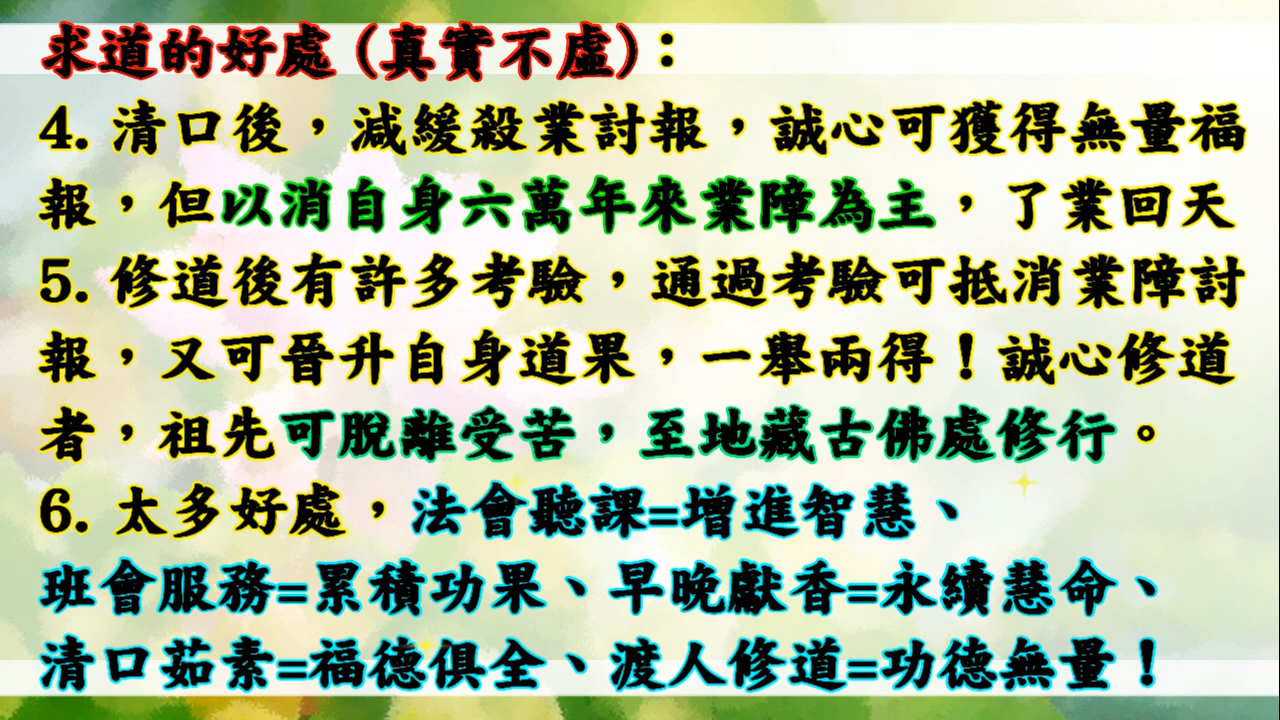 求道的好處(真實不虛)：
4. 清口後，減緩殺業討報，誠心可獲得無量福
報，但以消自身六萬年來業障為主，了業回天
5. 修道後有許多考驗，通過考驗可抵消業障討
報，又可晉升自身道果，一舉兩得！誠心修道
者，祖先可脫離受苦，至地藏古佛處修行。
6. 太多好處，法會聽課=增進智慧、
班會服務=累積功果、早晚獻香=永續慧命、
清口茹素=福德俱全、渡人修道=功德無量！